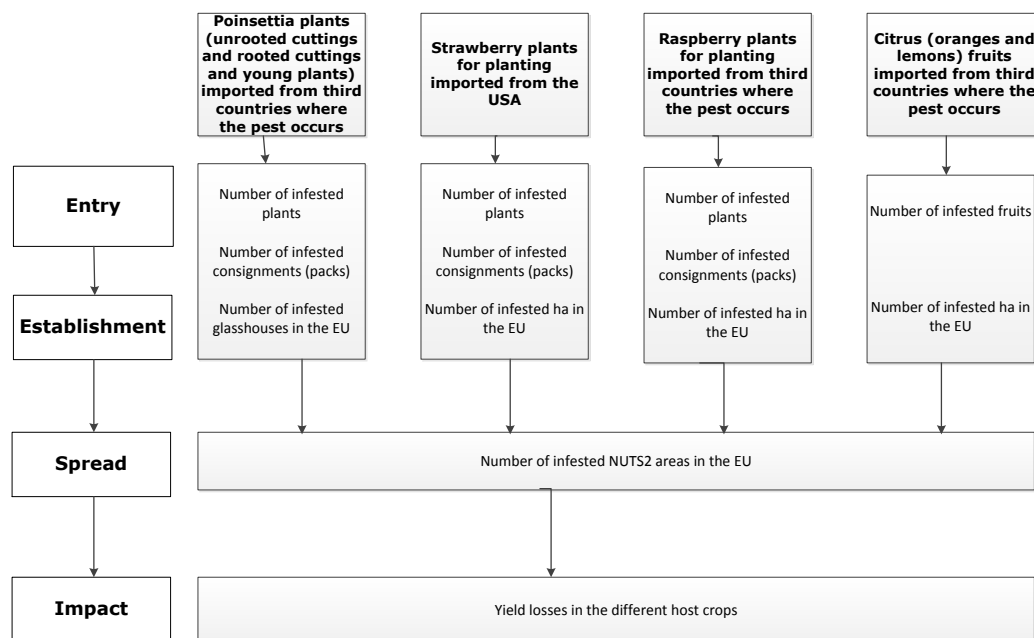 Poinsettia plants
(unrooted cuttings
and rooted cuttings
and young plants)
imported from third
countries where
the pest occurs
Strawberry plants
for planting
imported from the
USA
Raspberry plants
for planting
imported from third
countries where
the pest occurs
Citrus (oranges and
lemons) fruits
imported from third
countries where the
pest occurs
Entry
Number of infested
plants
Number of infested
consignments (packs)
Number of infested
glasshouses in the EU
Number of infested
plants
Number of infested
consignments (packs)
Number of infested ha in
the EU
Number of infested
plants
Number of infested
consignments (packs)
Number of infested ha in
the EU
Number of infested fruits
Number of infested ha in
the EU
Establishment
Spread
Number of infested NUTS2 areas in the EU
Impact
Yield losses in the different host crops